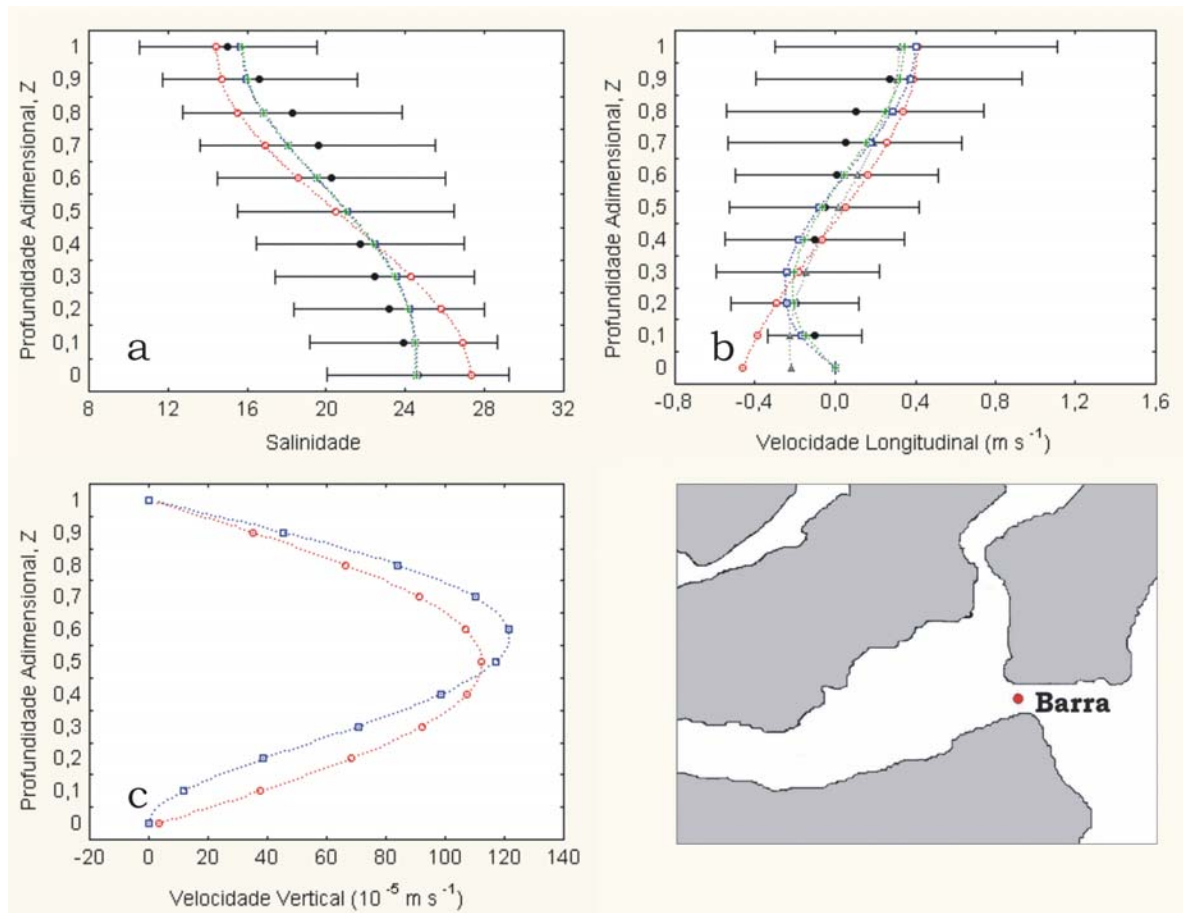 1
0,9
0,8
0,7
0,6
0,5
0,4
0,3
0,2
0,1
0
Profundidade Adimensional, Z
a
8 12 16 20 24 28 32
Salinidade
1
0,9
0,8
0,7
0,6
0,5
0,4
0,3
0,2
0,1
0
Profundidade Adimensional, Z
b
-0,8 -0,4 0,0 0,4 0,8 1,2 1,6
Velocidade Longitudinal (m s⁻¹)
1
0,9
0,8
0,7
0,6
0,5
0,4
0,3
0,2
0,1
0
Profundidade Adimensional, Z
c
-20 0 20 40 60 80 100 120 140
Velocidade Vertical (10⁻⁵ m s⁻¹)
Barra